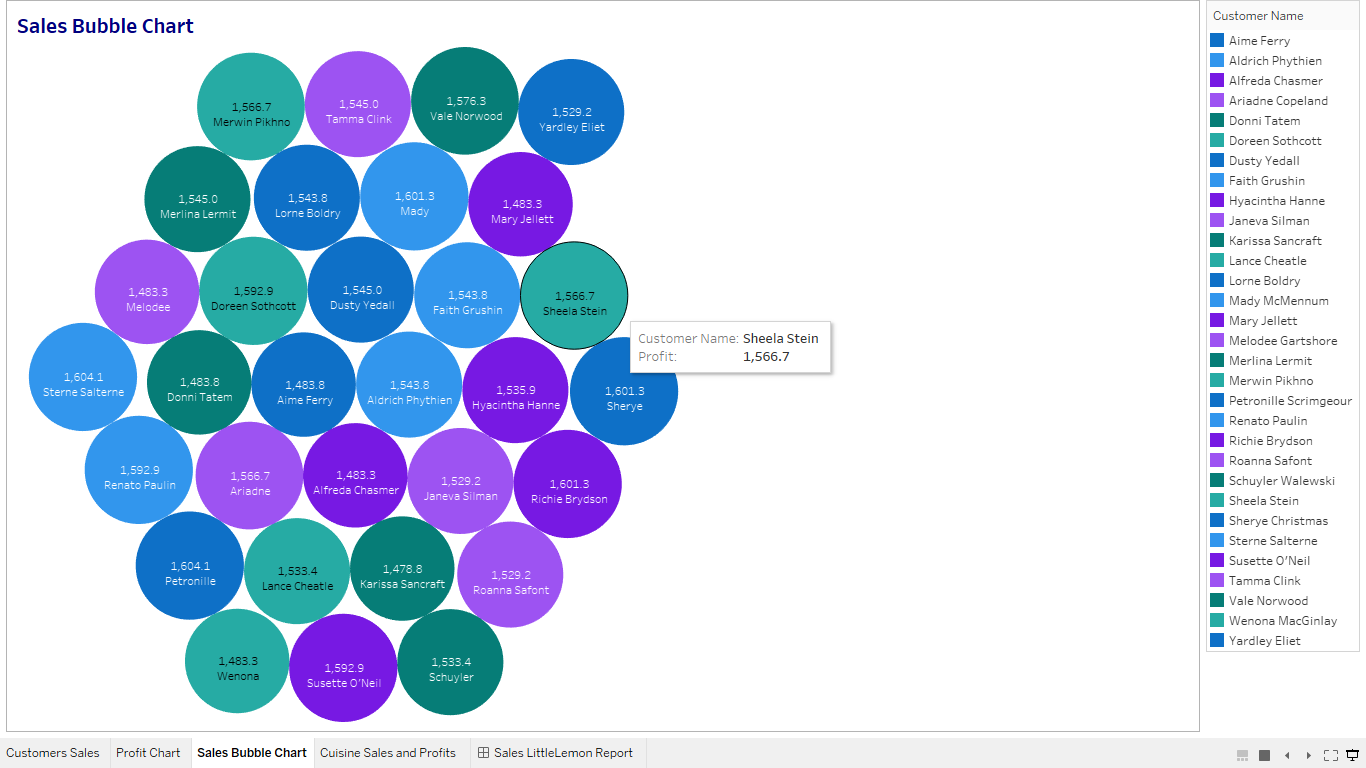 Sales Bubble Chart
1,566.7
Merwin Pikhno
1,545.0
Tamma Clink
1,576.3
Vale Norwood
1,529.2
Yardley Eliet
1,545.0
Merlina Lermit
1,543.8
Lorne Boldry
1,601.3
Mady
1,483.3
Mary Jellett
1,483.3
Melodee
1,592.9
Doreen Sothcott
1,545.0
Dusty Yedall
1,543.8
Faith Grushin
1,566.7
Sheela Stein
Customer Name: Sheela Stein
Profit: 1,566.7
1,604.1
Sterne Salterne
1,483.8
Donni Tatem
1,483.8
Aime Ferry
1,543.8
Aldrich Phythien
1,535.9
Hyacintha Hanne
1,601.3
Sherye
1,592.9
Renato Paulin
1,566.7
Ariadne
1,483.3
Alfreda Chasmer
1,529.2
Janeva Silman
1,601.3
Richie Brydson
1,604.1
Petronille
1,533.4
Lance Cheatle
1,478.8
Karissa Sancraft
1,529.2
Roanna Safont
1,483.3
Wenona
1,592.9
Susette O'Neil
1,533.4
Schuyler
Customer Name
Aime Ferry
Aldrich Phythien
Alfreda Chasmer
Ariadne Copeland
Donni Tatem
Doreen Sothcott
Dusty Yedall
Faith Grushin
Hyacintha Hanne
Janeva Silman
Karissa Sancraft
Lance Cheatle
Lorne Boldry
Mady McMennum
Mary Jellett
Melodee Gartshore
Merlina Lermit
Merwin Pikhno
Petronille Scrimgeour
Renato Paulin
Richie Brydson
Roanna Safont
Schuyler Walewski
Sheela Stein
Sherye Christmas
Sterne Salterne
Susette O'Neil
Tamma Clink
Vale Norwood
Wenona MacGinlay
Yardley Eliet
Customers Sales
Profit Chart
Sales Bubble Chart
Cuisine Sales and Profits
Sales LittleLemon Report